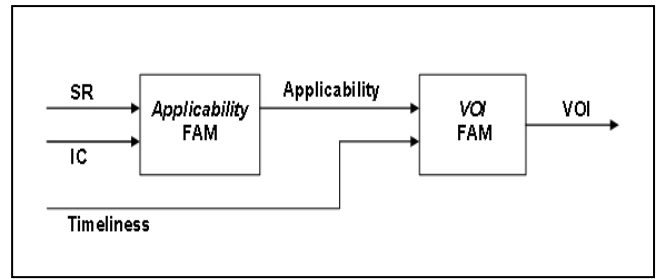 SR
Applicability
FAM
Applicability
VOI
FAM
VOI
IC
Timeliness